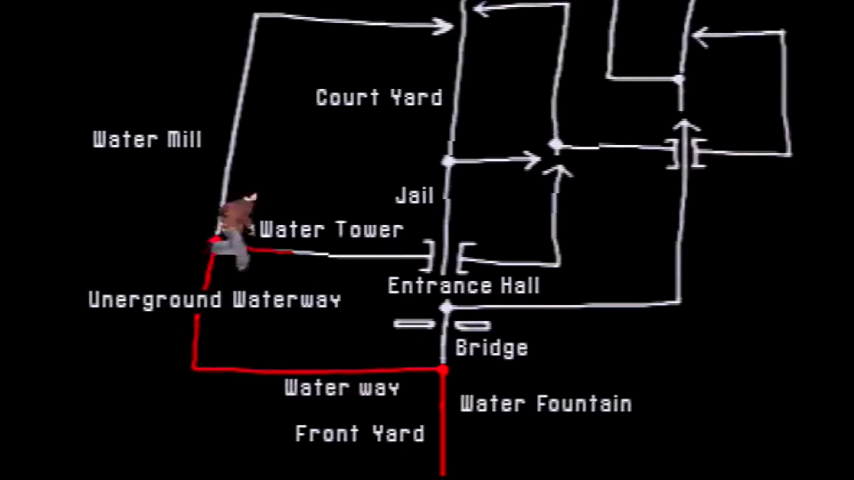 Court Yard
Water Mill
Jail
Water Tower
Entrance Hall
Unerground Waterway
Bridge
Water way
Water Fountain
Front Yard